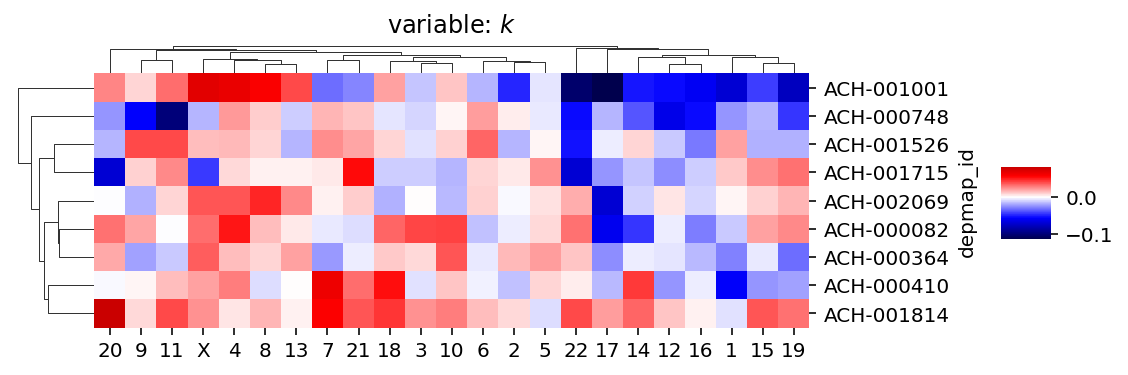 variable: k
ACH-001001
ACH-000748
ACH-001526
ACH-001715
ACH-002069
ACH-000082
ACH-000364
ACH-000410
ACH-001814
depmap_id
0.0
−0.1
20 9 11 X 4 8 13 7 21 18 3 10 6 2 5 22 17 14 12 16 1 15 19